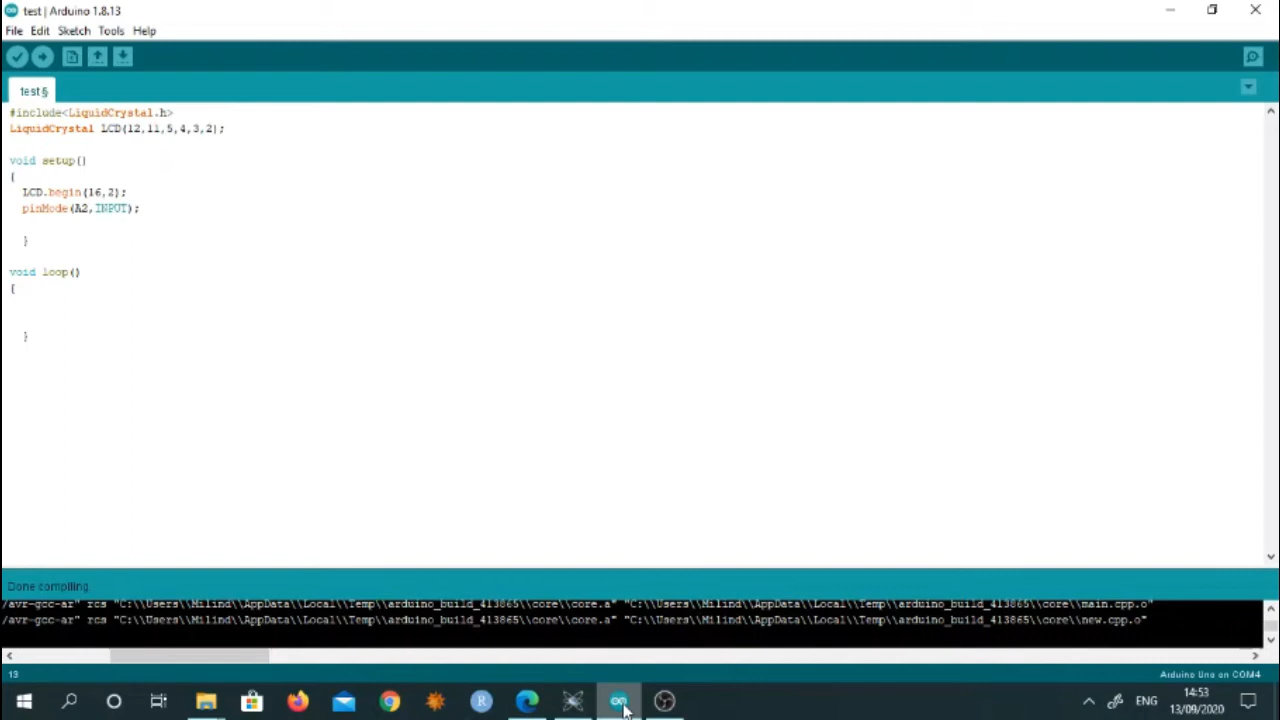 test | Arduino 1.8.13
File Edit Sketch Tools Help
test§
#include<LiquidCrystal.h>
LiquidCrystal LCD(12,11,5,4,3,2);
void setup()
{
LCD.begin(16,2);
pinMode(A2,INPUT);
}
void loop()
{
}
Done compiling.
/avr-gcc-ar" rcs "C:\\Users\\Milind\\AppData\\Local\\Temp\\arduino_build_413865\\core\\core.a" "C:\\Users\\Milind\\AppData\\Local\\Temp\\arduino_build_413865\\core\\main.cpp.o"
/avr-gcc-ar" rcs "C:\\Users\\Milind\\AppData\\Local\\Temp\\arduino_build_413865\\core\\core.a" "C:\\Users\\Milind\\AppData\\Local\\Temp\\arduino_build_413865\\core\\new.cpp.o"
13
Arduino Uno on COM4
R
ENG
14:53
13/09/2020